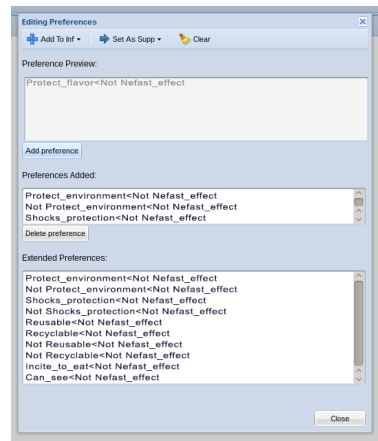 Editing Preferences
Add To Inf
Set As Supp
Clear
Preference Preview:
Protect_flavor<Not Nefast_effect
Add preference
Preferences Added:
Protect_environment<Not Nefast_effect
Not Protect_environment<Not Nefast_effect
Shocks_protection<Not Nefast_effect
Delete preference
Extended Preferences:
Protect_environment<Not Nefast_effect
Not Protect_environment<Not Nefast_effect
Shocks_protection<Not Nefast_effect
Not Shocks_protection<Not Nefast_effect
Reusable<Not Nefast_effect
Recyclable<Not Nefast_effect
Not Reusable<Not Nefast_effect
Not Recyclable<Not Nefast_effect
Incite_to_eat<Not Nefast_effect
Can_see<Not Nefast_effect
Close